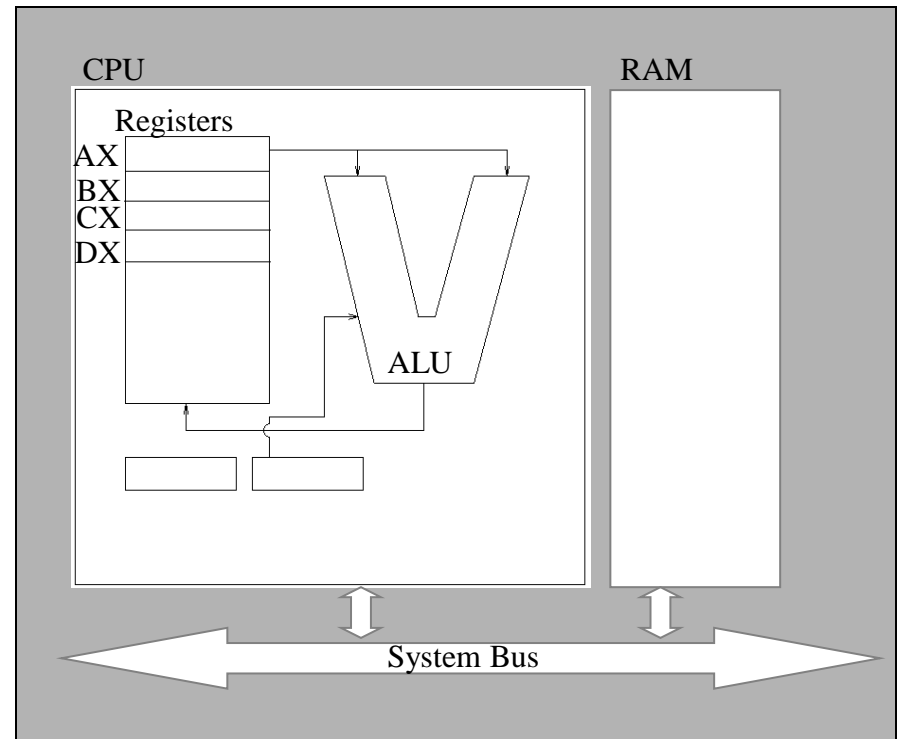 CPU
RAM
Registers
AX
BX
CX
DX
ALU
System Bus